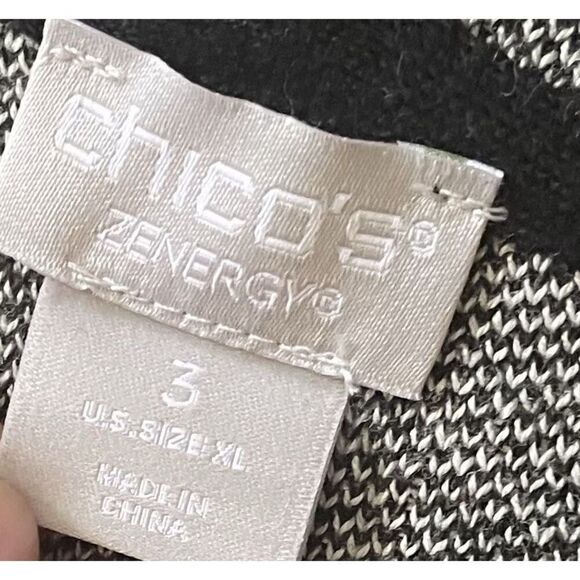 chico's®
ZENERGY®
3
U.S. SIZE: XL
MADE IN
CHINA